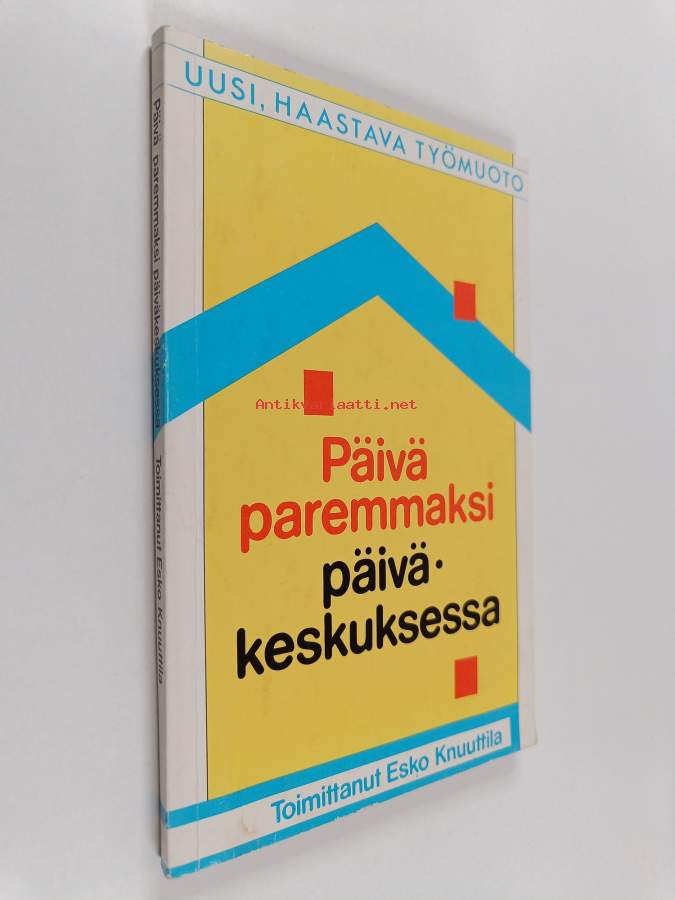 UUSI, HAASTAVA TYÖMUOTO
Antikvariaatti.net
Päivä
paremmaksi
päivä-
keskuksessa
Toimittanut Esko Knuuttila
Päivä paremmaksi päiväkeskuksessa Toimittanut Esko Knuuttila